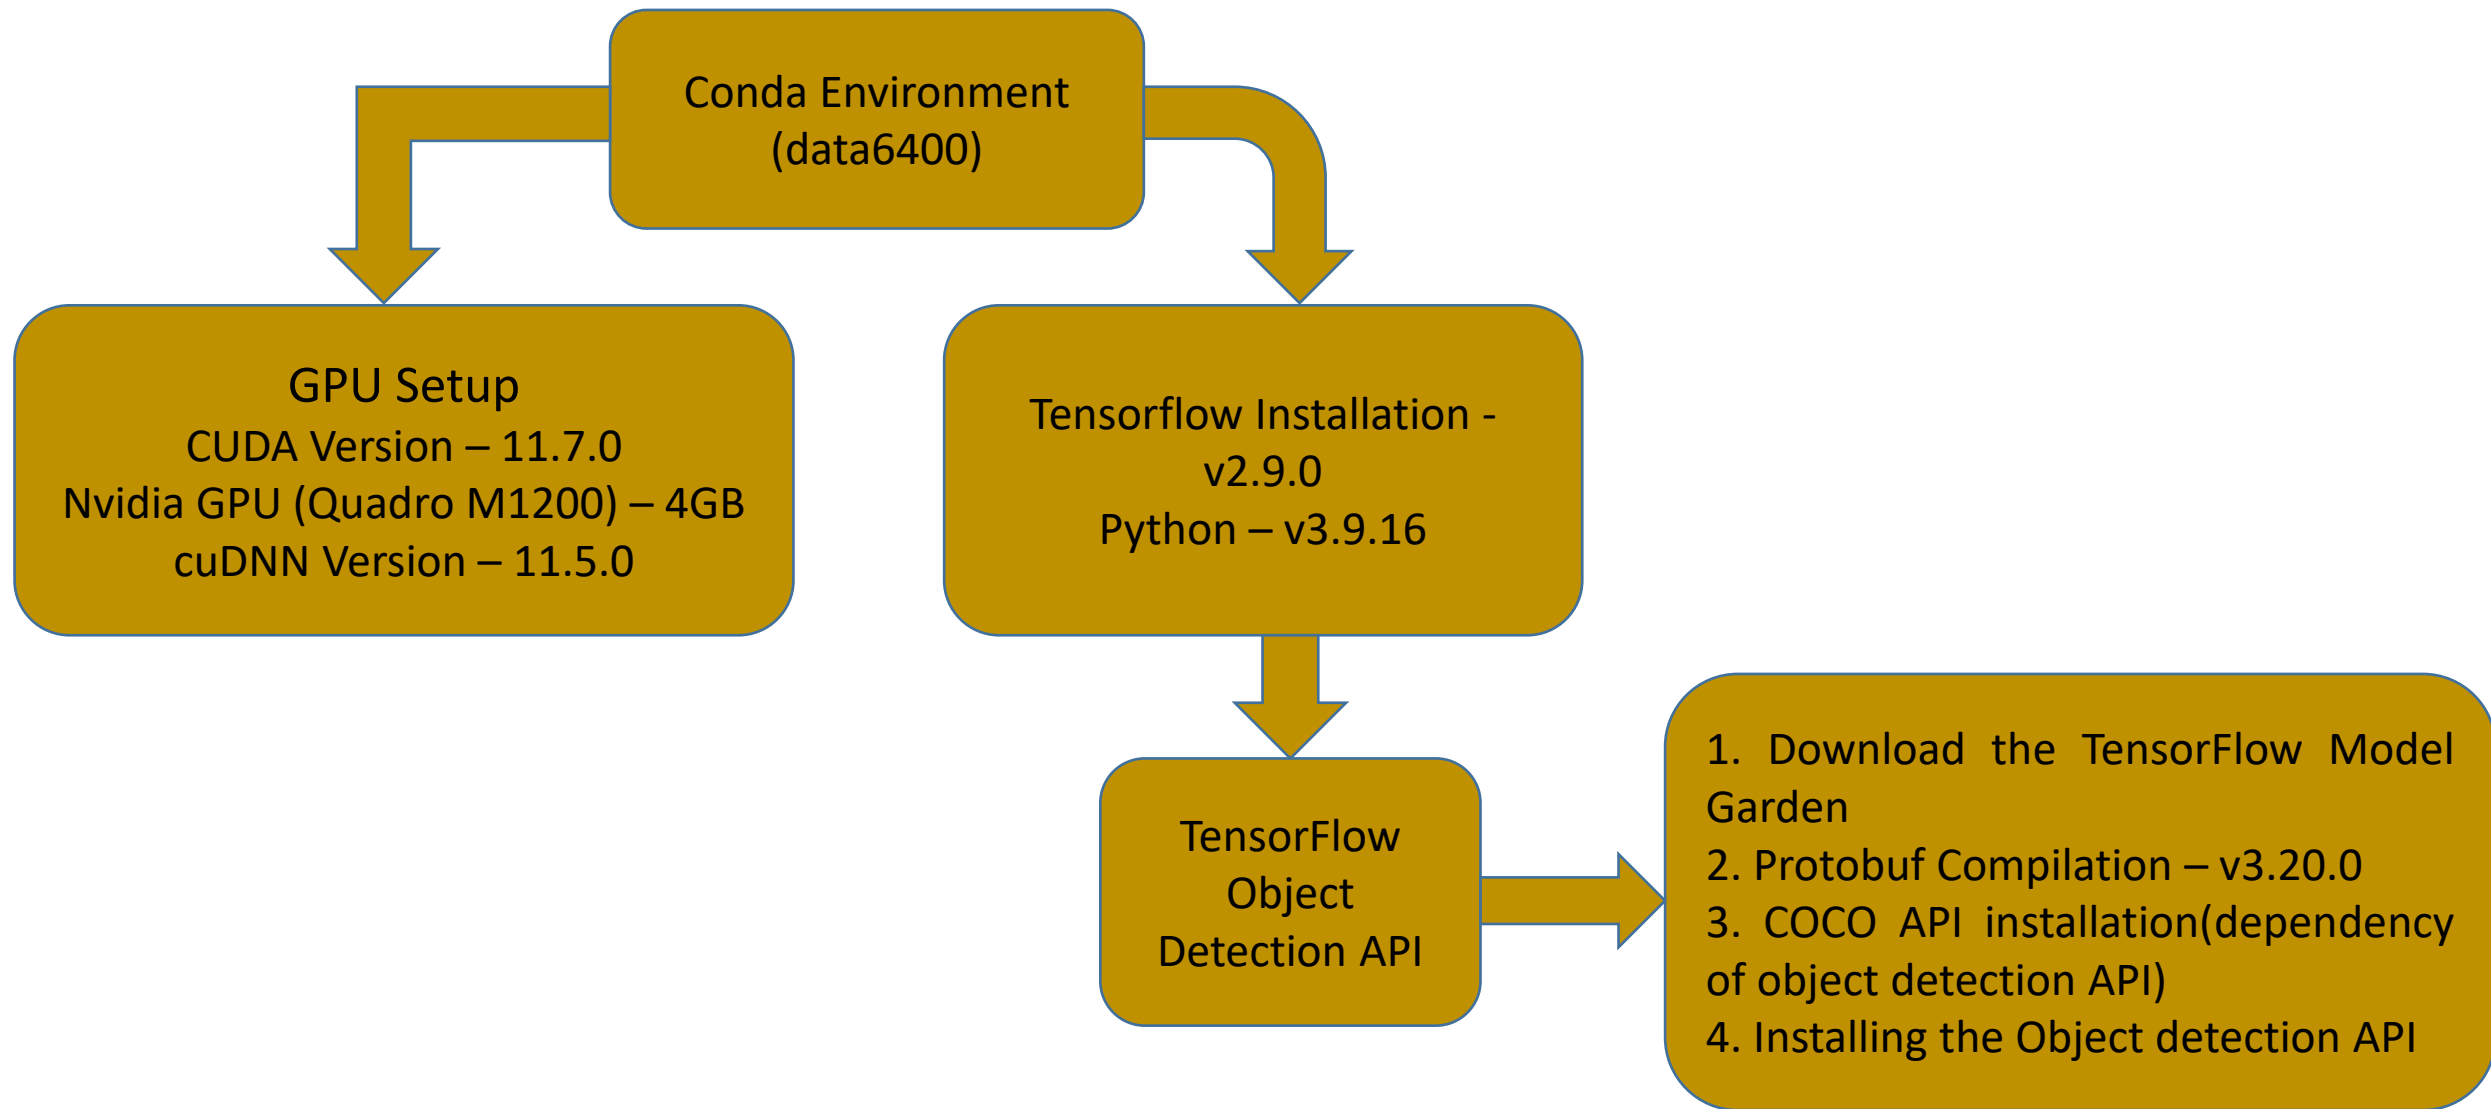 Conda Environment
(data6400)
GPU Setup
CUDA Version – 11.7.0
Nvidia GPU (Quadro M1200) – 4GB
cuDNN Version – 11.5.0
Tensorflow Installation -
v2.9.0
Python – v3.9.16
TensorFlow
Object
Detection API
1. Download the TensorFlow Model
Garden
2. Protobuf Compilation – v3.20.0
3. COCO API installation(dependency
of object detection API)
4. Installing the Object detection API